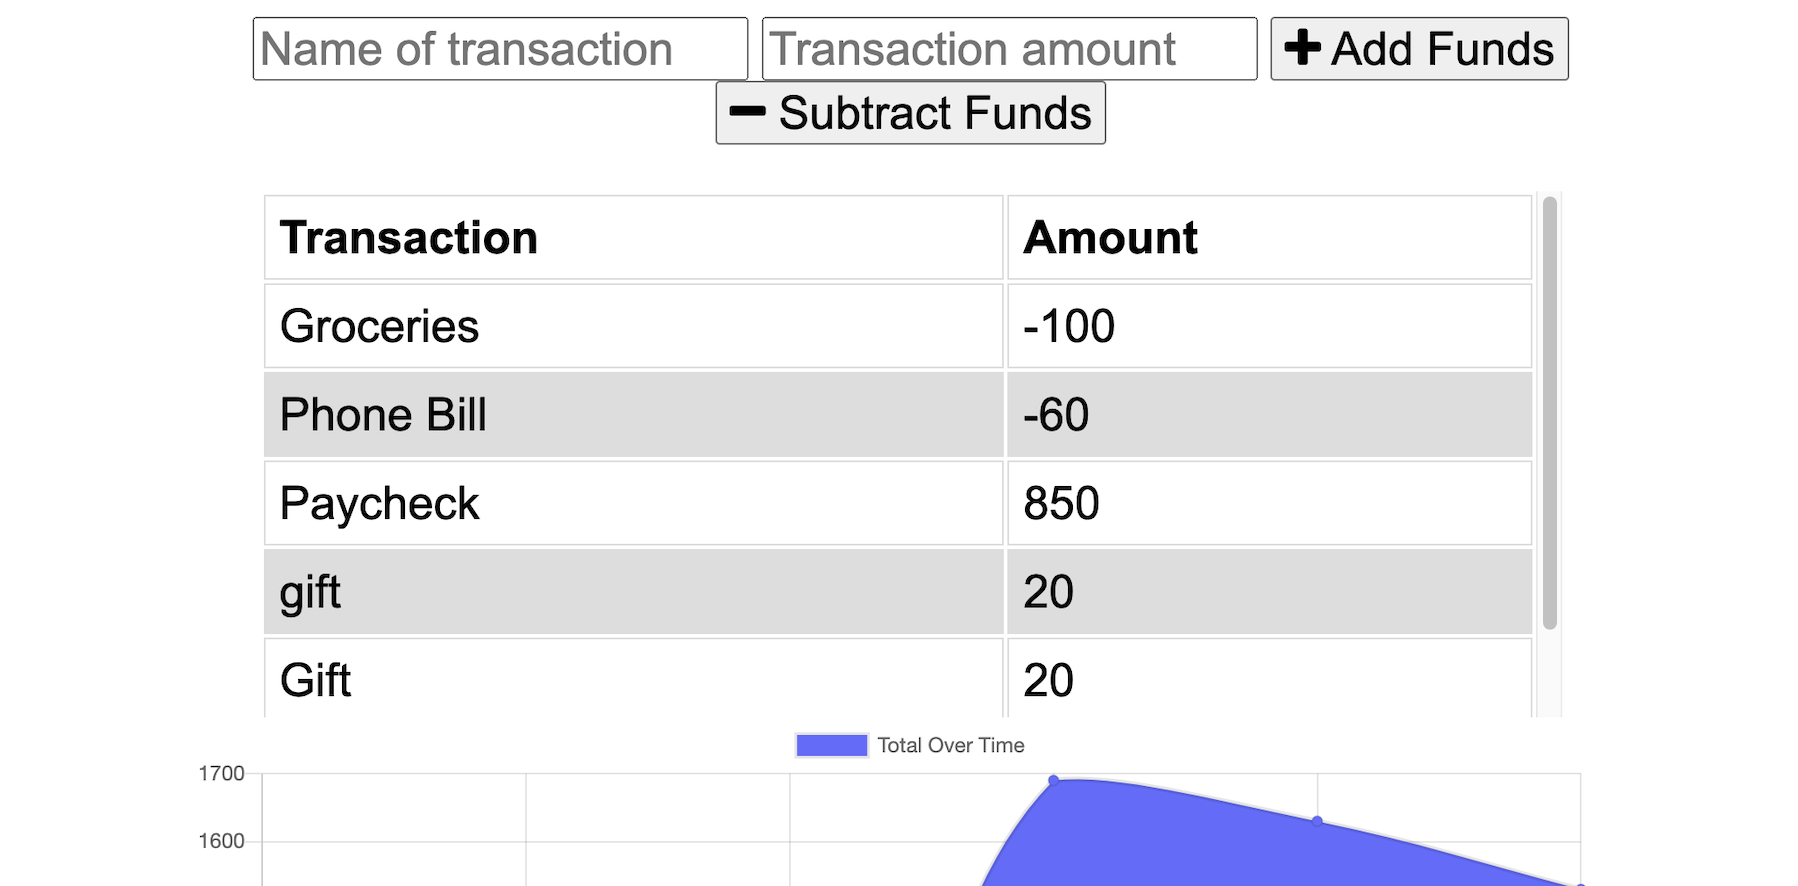 Name of transaction Transaction amount Add Funds
Subtract Funds
Transaction Amount
Groceries -100
Phone Bill -60
Paycheck 850
gift 20
Gift 20
Total Over Time
1700
1600